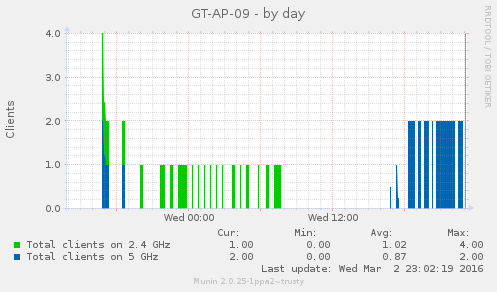 GT-AP-09 - by day
RRDTOOL / TOBI OETIKER
Clients
4.0
3.0
2.0
1.0
0.0
Wed 00:00 Wed 12:00
Cur: Min: Avg: Max:
Total clients on 2.4 GHz 1.00 0.00 1.02 4.00
Total clients on 5 GHz 2.00 0.00 0.87 2.00
Last update: Wed Mar 2 23:02:19 2016
Munin 2.0.25-1ppa2~trusty